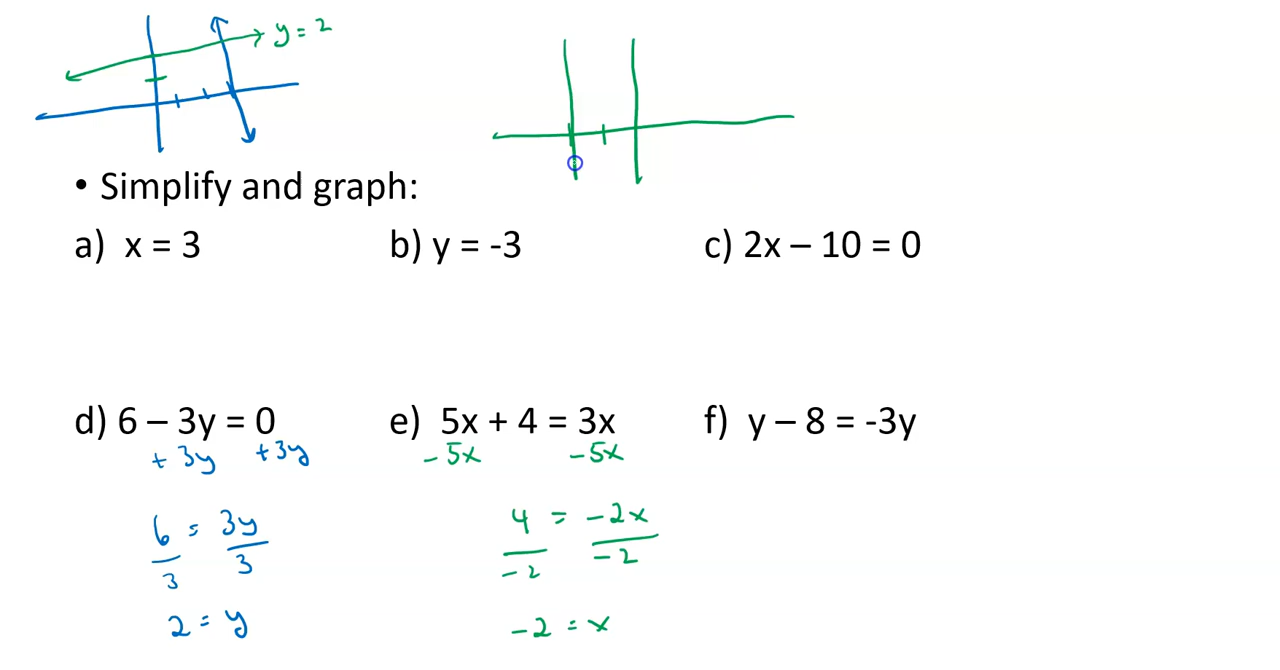 y = 2
• Simplify and graph:
a) x = 3 b) y = -3 c) 2x – 10 = 0
d) 6 – 3y = 0 e) 5x + 4 = 3x f) y – 8 = -3y
+ 3y +3y - 5x - 5x
6 = 3y 4 = -2x
3 3 -2 -2
2 = y -2 = x